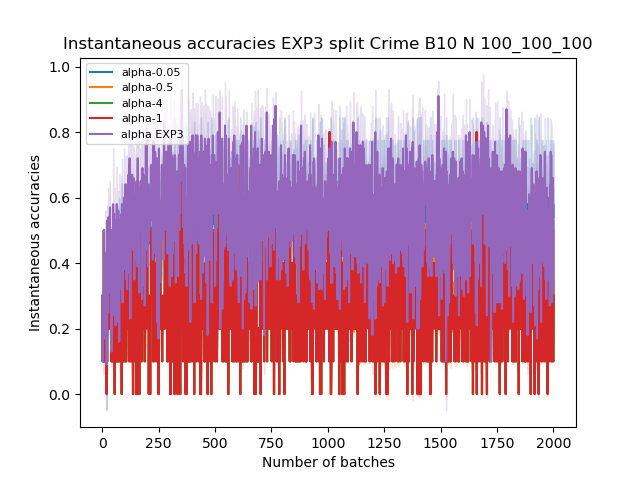 Instantaneous accuracies EXP3 split Crime B10 N 100_100_100
1.0
0.8
0.6
0.4
0.2
0.0
Instantaneous accuracies
alpha-0.05
alpha-0.5
alpha-4
alpha-1
alpha EXP3
0 250 500 750 1000 1250 1500 1750 2000
Number of batches